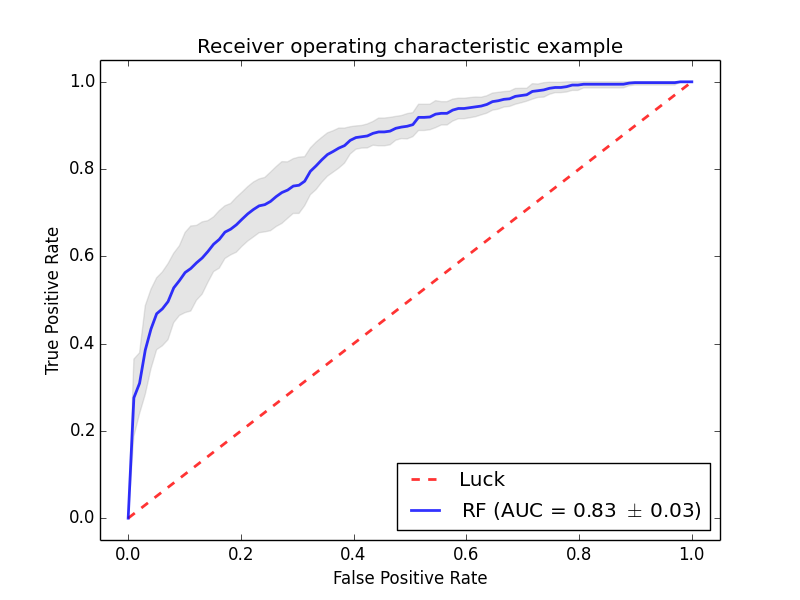 Receiver operating characteristic example
1.0
0.8
0.6
0.4
0.2
0.0
True Positive Rate
Luck
RF (AUC = 0.83 ± 0.03)
0.0 0.2 0.4 0.6 0.8 1.0
False Positive Rate